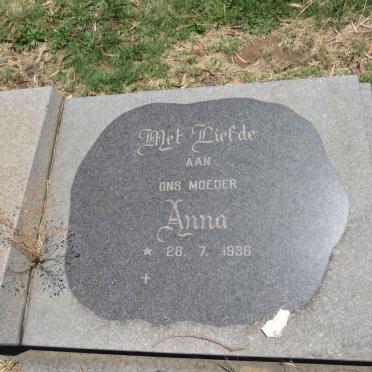 Met Liefde
AAN
ONS MOEDER
Anna
* 28. 7. 1936
†